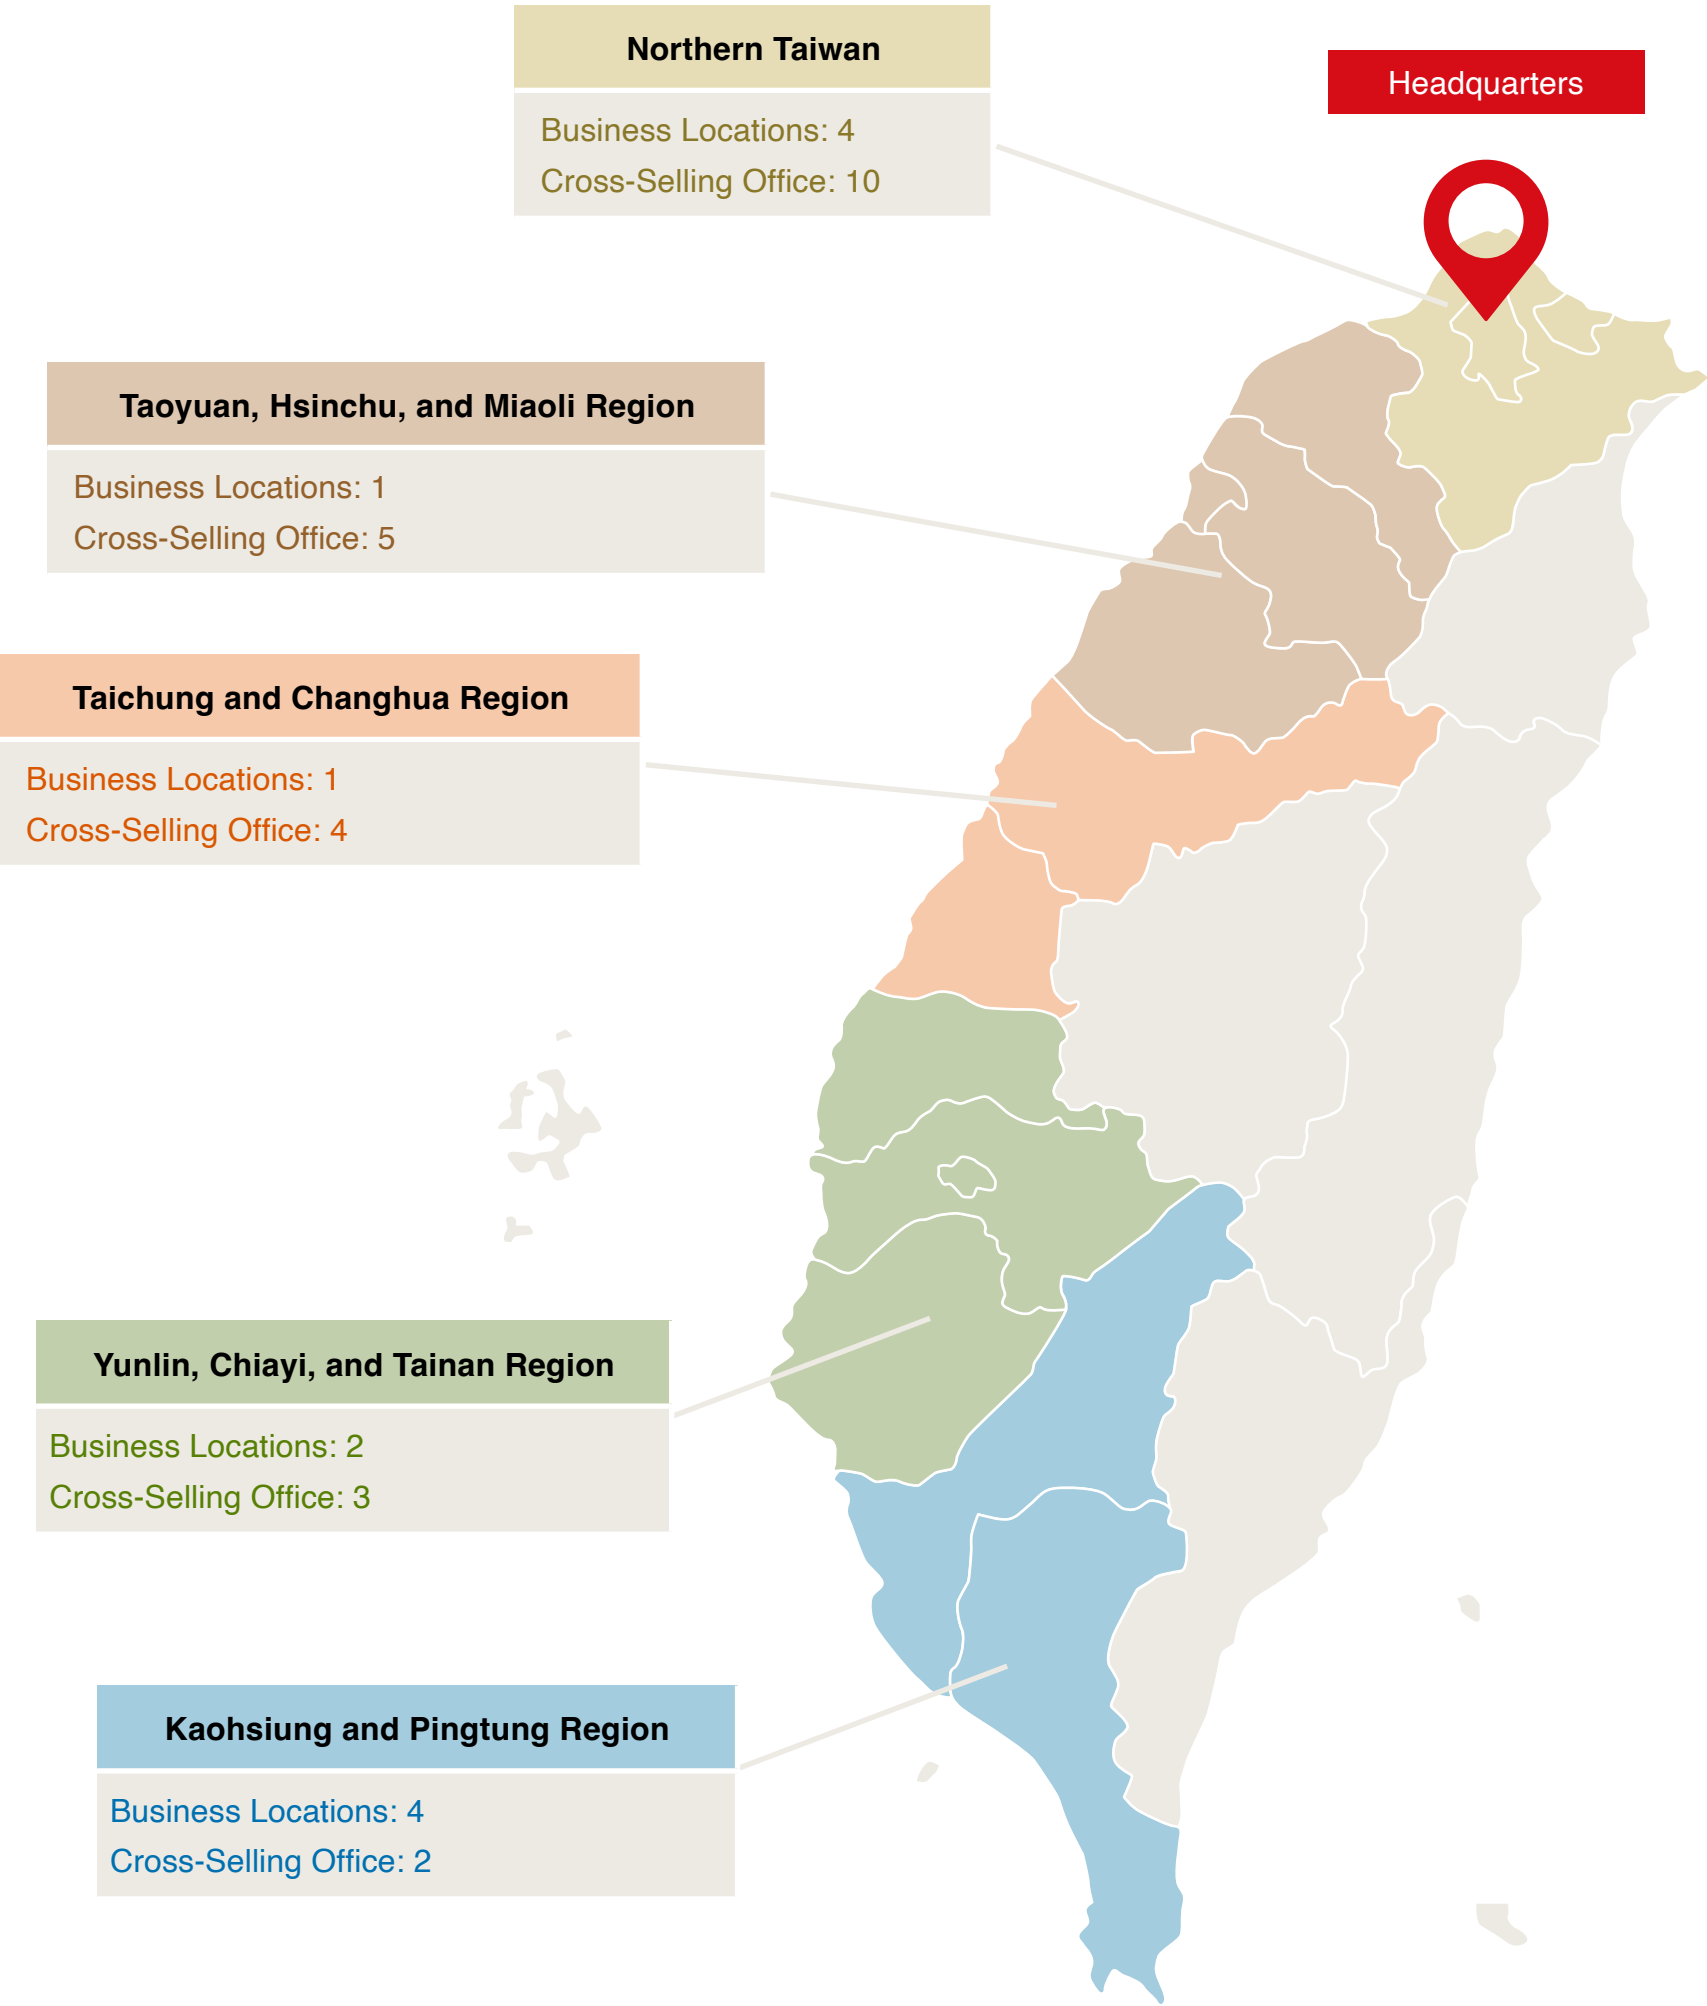 Northern Taiwan
Business Locations: 4
Cross-Selling Office: 10
Headquarters
Taoyuan, Hsinchu, and Miaoli Region
Business Locations: 1
Cross-Selling Office: 5
Taichung and Changhua Region
Business Locations: 1
Cross-Selling Office: 4
Yunlin, Chiayi, and Tainan Region
Business Locations: 2
Cross-Selling Office: 3
Kaohsiung and Pingtung Region
Business Locations: 4
Cross-Selling Office: 2